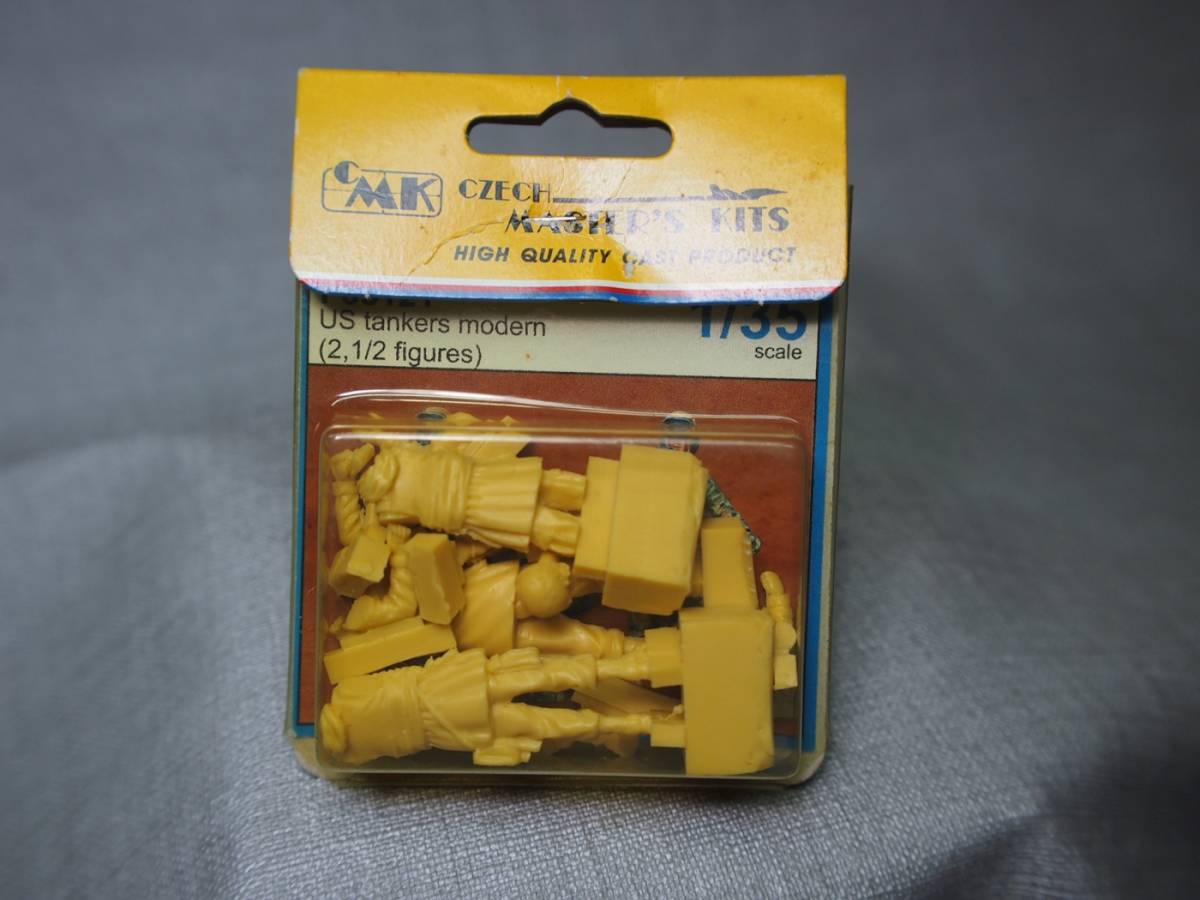 CMK
CZECH
MASTER'S KITS
HIGH QUALITY CAST PRODUCT
US tankers modern
(2,1/2 figures)
1/35
scale